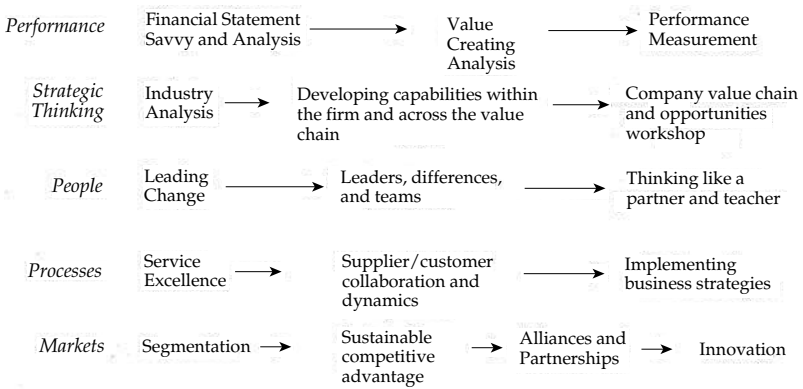 Performance
Financial Statement
Savvy and Analysis
Value
Creating
Analysis
Performance
Measurement
Strategic
Thinking
Industry
Analysis
Developing capabilities within
the firm and across the value
chain
Company value chain
and opportunities
workshop
People
Leading
Change
Leaders, differences,
and teams
Thinking like a
partner and teacher
Processes
Service
Excellence
Supplier/customer
collaboration and
dynamics
Implementing
business strategies
Markets
Segmentation
Sustainable
competitive
advantage
Alliances and
Partnerships
Innovation